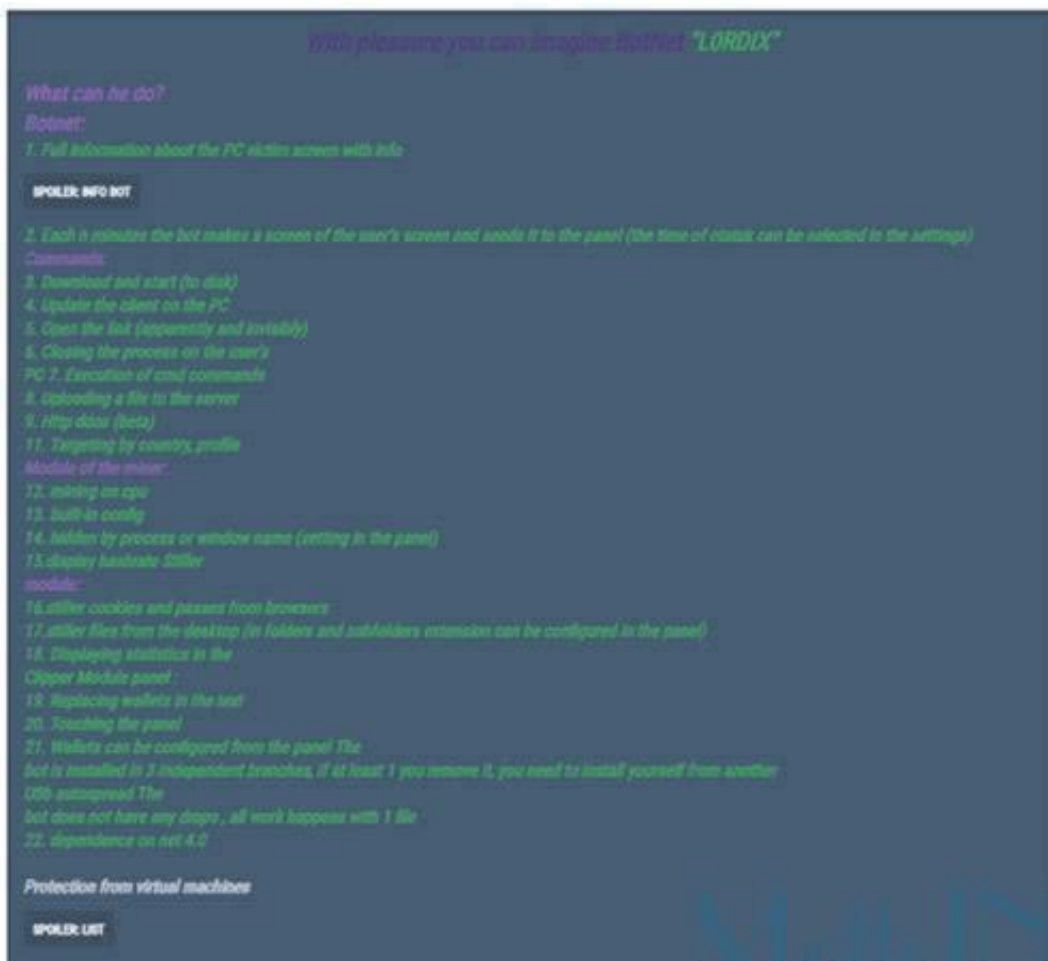 With pleasure you can imagine BotNet "L0RDIX"
What can he do?
Botnet:
1. Full information about the PC victim screen with info
SPOILER: INFO BOT
2. Each n minutes the bot makes a screen of the user's screen and sends it to the panel (the time of status can be selected in the settings)
Commands:
3. Download and start (to disk)
4. Update the client on the PC
5. Open the link (apparently and invisibly)
6. Closing the process on the user's
PC 7. Execution of cmd commands
8. Uploading a file to the server
9. Http ddos (beta)
11. Targeting by country, profile
Module of the miner:
12. mining on cpu
13. built-in config
14. hidden by process or window name (setting in the panel)
15.display hashrate Stiller
module:
16.stiller cookies and passes from browsers
17.stiller files from the desktop (in folders and subfolders extension can be configured in the panel)
18. Displaying statistics in the
Clipper Module panel :
19. Replacing wallets in the text
20. Touching the panel
21. Wallets can be configured from the panel The
bot is installed in 3 independent branches, if at least 1 you remove it, you need to install yourself from another
USB autospread The
bot does not have any drops , all work happens with 1 file
22. dependence on net 4.0
Protection from virtual machines
SPOILER: LIST